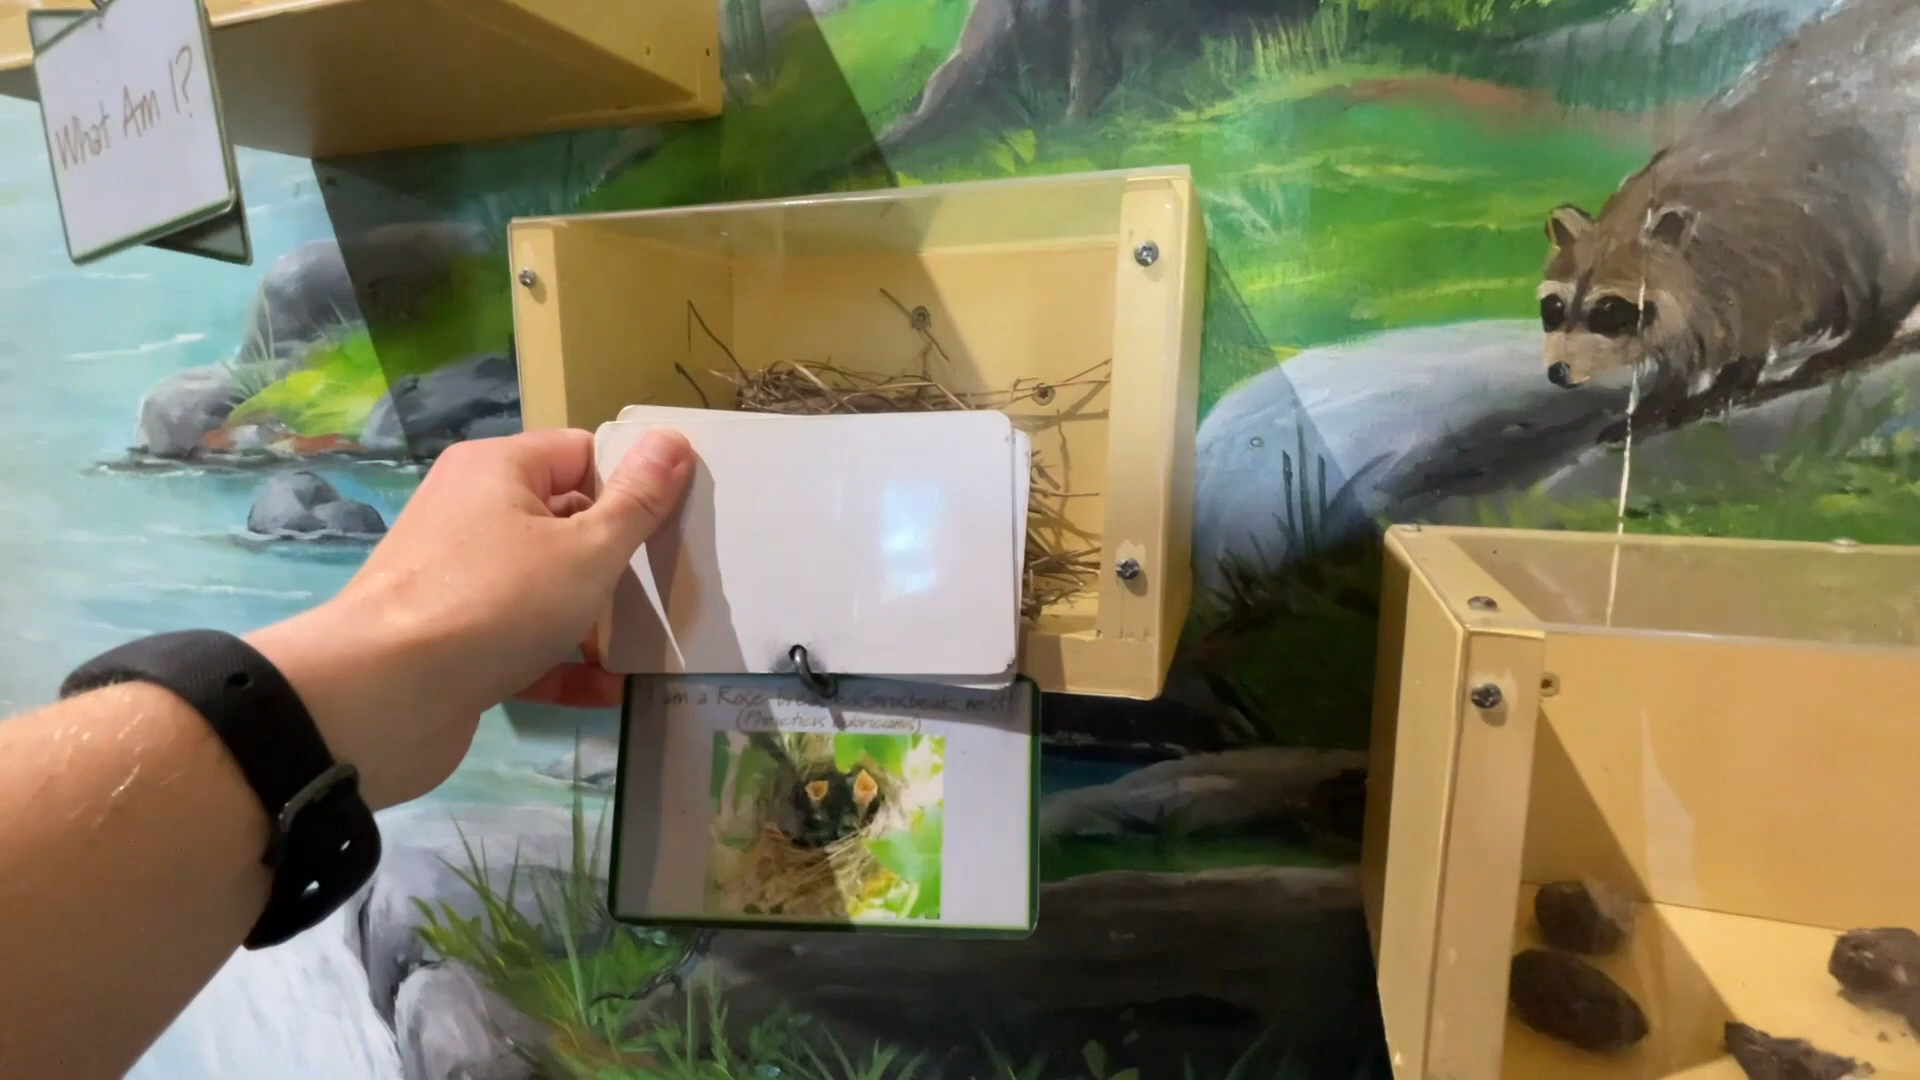 What Am I?
I am a Rose-breasted Grosbeak nest!
(Pheucticus ludovicianus)